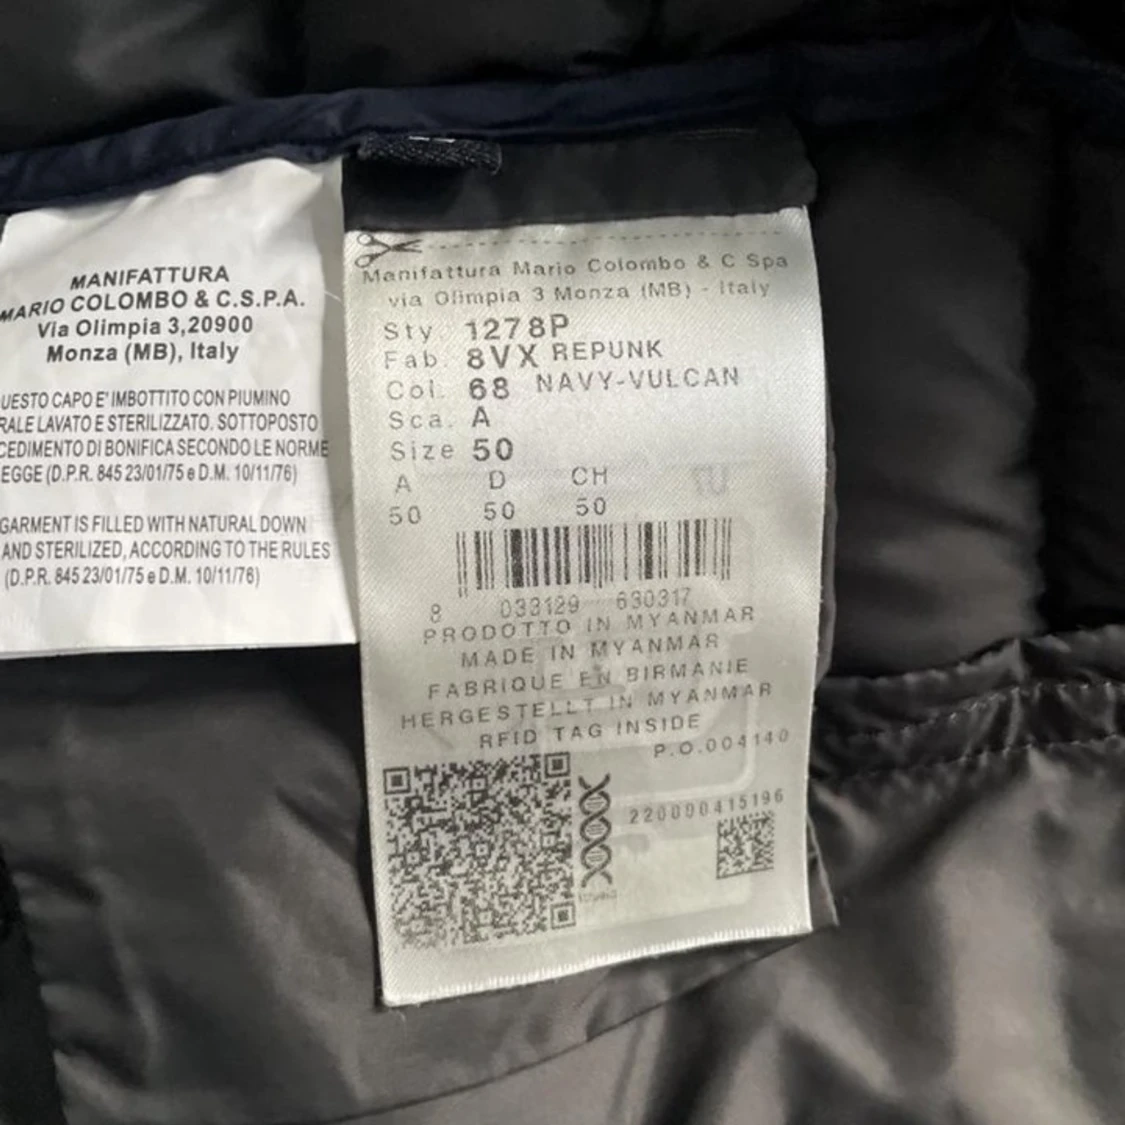 MANIFATTURA
MARIO COLOMBO & C.S.P.A.
Via Olimpia 3,20900
Monza (MB), Italy
UESTO CAPO E' IMBOTTITO CON PIUMINO
RALE LAVATO E STERILIZZATO. SOTTOPOSTO
CEDIMENTO DI BONIFICA SECONDO LE NORME
EGGE (D.P.R. 845 23/01/75 e D.M. 10/11/76)
GARMENT IS FILLED WITH NATURAL DOWN
AND STERILIZED, ACCORDING TO THE RULES
(D.P.R. 845 23/01/75 e D.M. 10/11/76)
Manifattura Mario Colombo & C Spa
via Olimpia 3 Monza (MB) - Italy
Sty. 1278P
Fab. 8VX REPUNK
Col. 68 NAVY-VULCAN
Sca. A
Size 50
A D CH
50 50 50
8 033129 630317
PRODOTTO IN MYANMAR
MADE IN MYANMAR
FABRIQUE EN BIRMANIE
HERGESTELLT IN MYANMAR
RFID TAG INSIDE
P.O.004140
220000415196